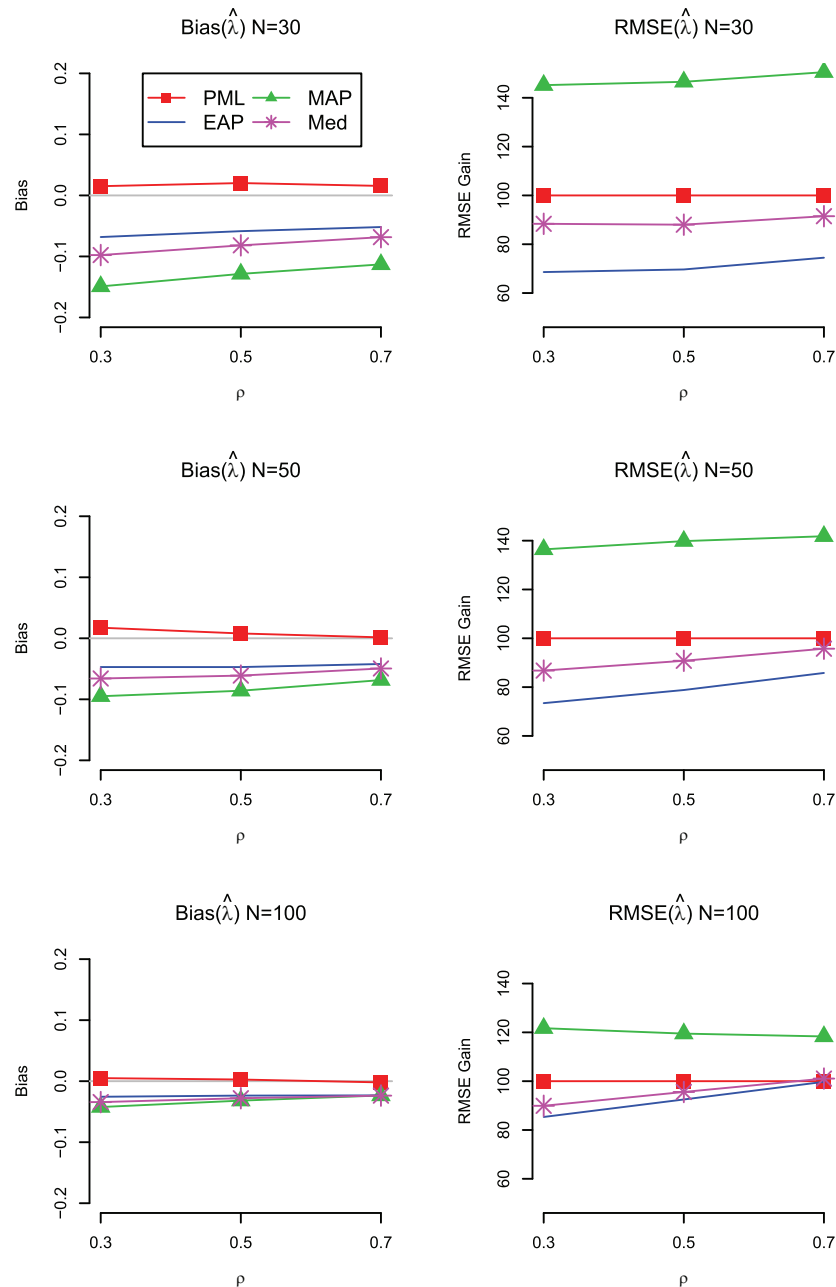 Bias(λ̂) N=30
0.2
0.1
0.0
−0.1
−0.2
Bias
PML MAP
EAP Med
0.3 0.5 0.7
ρ
RMSE(λ̂) N=30
140
120
100
80
60
RMSE Gain
0.3 0.5 0.7
ρ
Bias(λ̂) N=50
0.2
0.1
0.0
−0.1
−0.2
Bias
0.3 0.5 0.7
ρ
RMSE(λ̂) N=50
140
120
100
80
60
RMSE Gain
0.3 0.5 0.7
ρ
Bias(λ̂) N=100
0.2
0.1
0.0
−0.1
−0.2
Bias
0.3 0.5 0.7
ρ
RMSE(λ̂) N=100
140
120
100
80
60
RMSE Gain
0.3 0.5 0.7
ρ